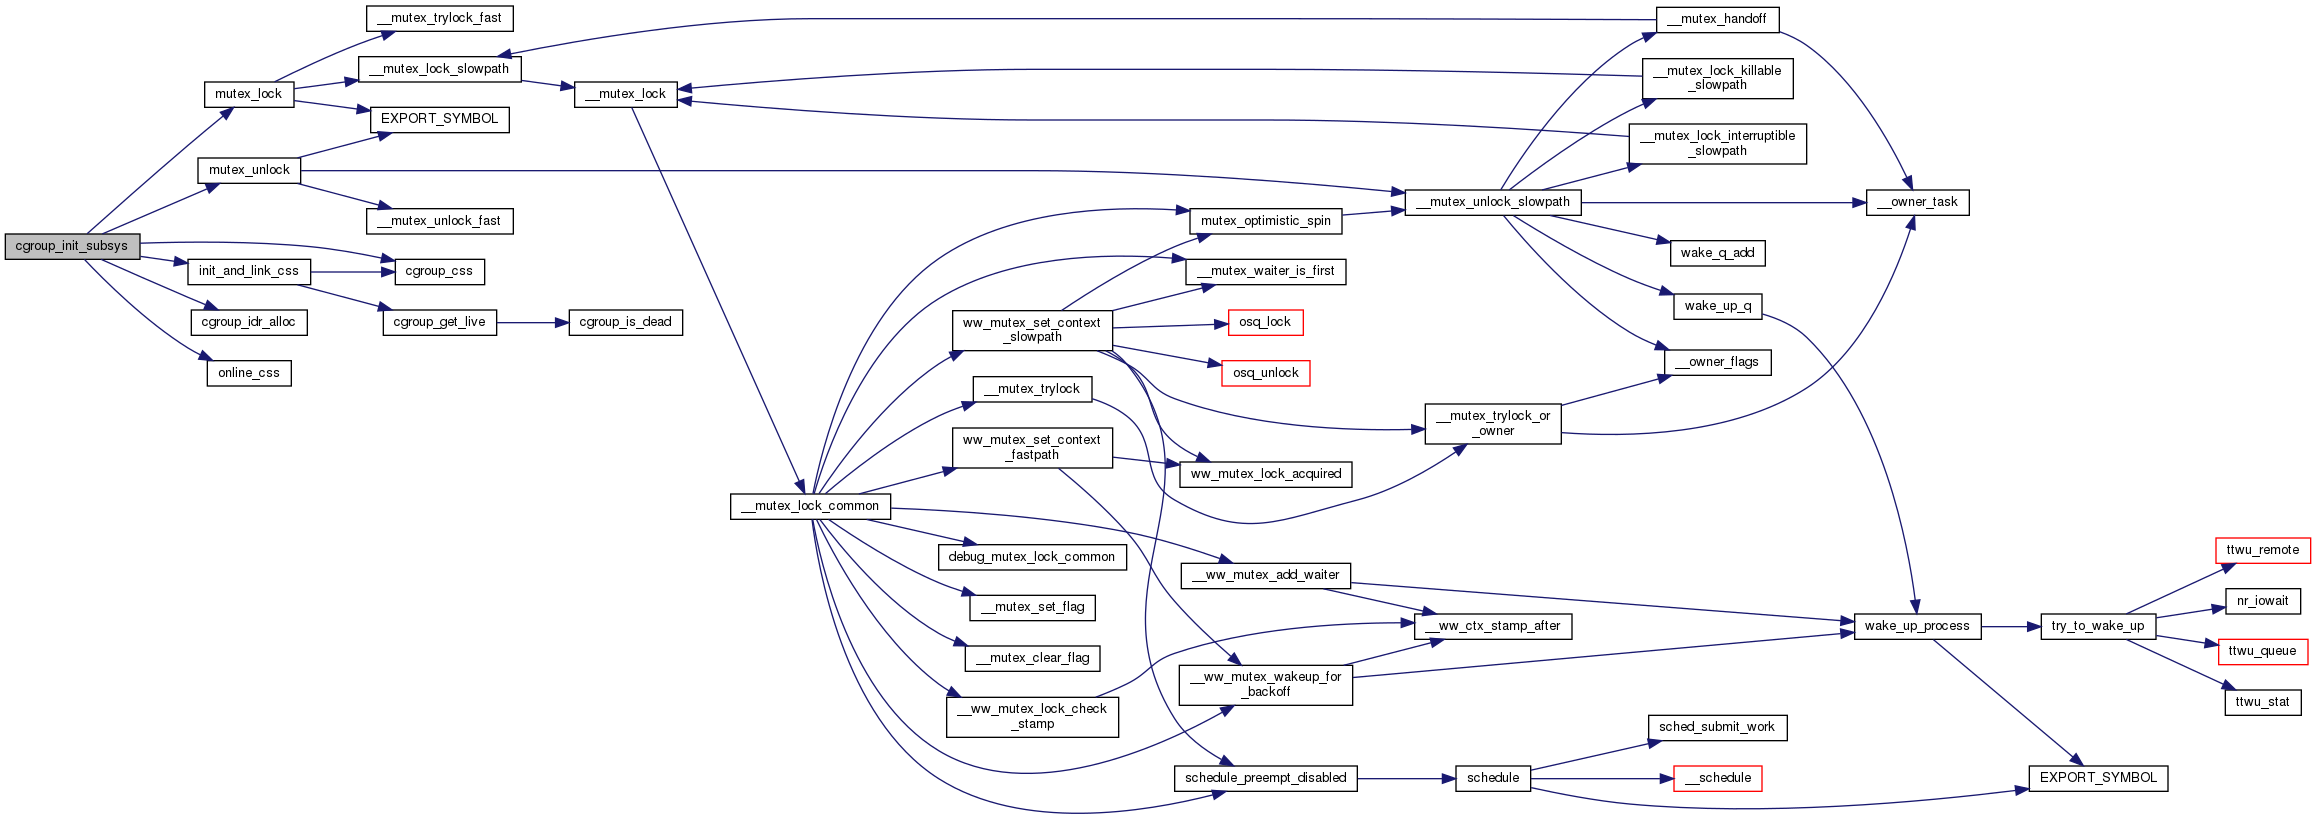 cgroup_init_subsys
mutex_lock
mutex_unlock
init_and_link_css
cgroup_idr_alloc
online_css
__mutex_trylock_fast
__mutex_lock_slowpath
EXPORT_SYMBOL
__mutex_unlock_fast
cgroup_css
cgroup_get_live
__mutex_lock
cgroup_is_dead
__mutex_lock_common
ww_mutex_set_context
_slowpath
__mutex_trylock
ww_mutex_set_context
_fastpath
debug_mutex_lock_common
__mutex_set_flag
__mutex_clear_flag
__ww_mutex_lock_check
_stamp
mutex_optimistic_spin
__mutex_waiter_is_first
osq_lock
osq_unlock
ww_mutex_lock_acquired
__ww_mutex_add_waiter
__ww_mutex_wakeup_for
_backoff
schedule_preempt_disabled
__mutex_unlock_slowpath
__mutex_trylock_or
_owner
__ww_ctx_stamp_after
schedule
__mutex_handoff
__mutex_lock_killable
_slowpath
__mutex_lock_interruptible
_slowpath
wake_q_add
wake_up_q
__owner_flags
sched_submit_work
__schedule
__owner_task
wake_up_process
try_to_wake_up
EXPORT_SYMBOL
ttwu_remote
nr_iowait
ttwu_queue
ttwu_stat